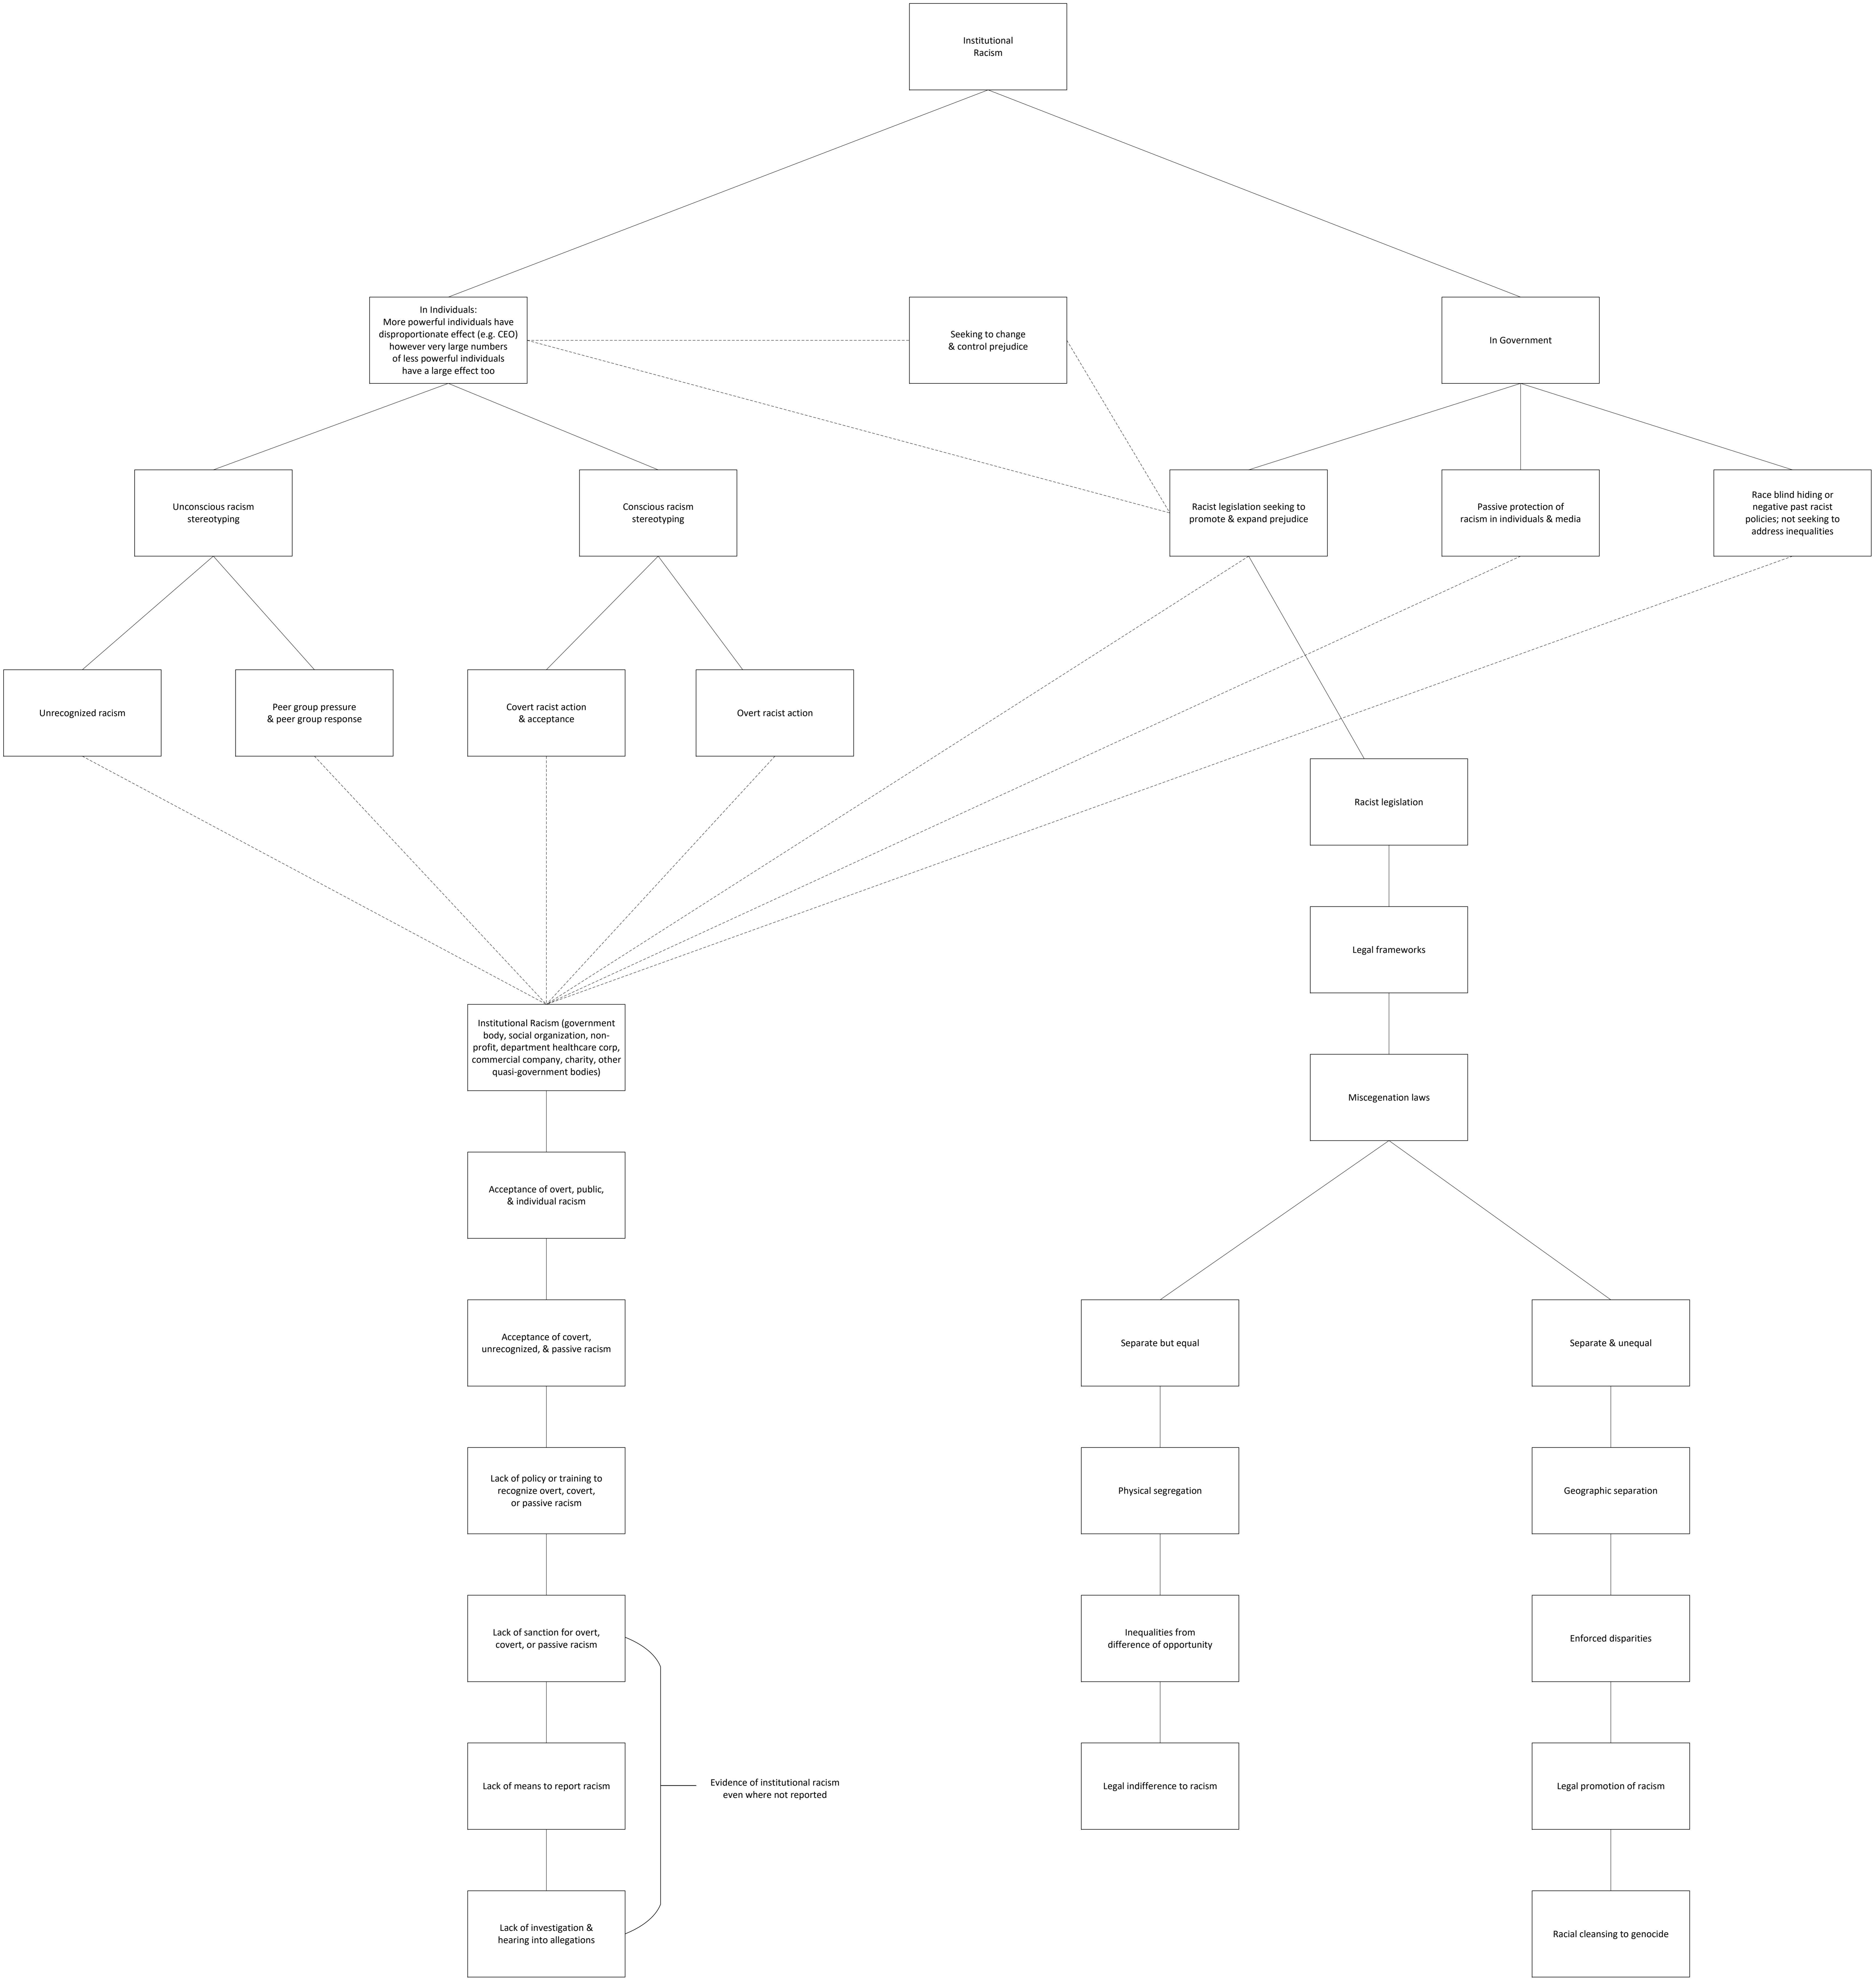 Institutional
Racism
In Individuals:
More powerful individuals have
disproportionate effect (e.g. CEO)
however very large numbers
of less powerful individuals
have a large effect too
Seeking to change
& control prejudice
In Government
Unconscious racism
stereotyping
Conscious racism
stereotyping
Racist legislation seeking to
promote & expand prejudice
Passive protection of
racism in individuals & media
Race blind hiding or
negative past racist
policies; not seeking to
address inequalities
Unrecognized racism
Peer group pressure
& peer group response
Covert racist action
& acceptance
Overt racist action
Racist legislation
Legal frameworks
Institutional Racism (government
body, social organization, non-
profit, department healthcare corp,
commercial company, charity, other
quasi-government bodies)
Miscegenation laws
Acceptance of overt, public,
& individual racism
Acceptance of covert,
unrecognized, & passive racism
Separate but equal
Separate & unequal
Lack of policy or training to
recognize overt, covert,
or passive racism
Physical segregation
Geographic separation
Lack of sanction for overt,
covert, or passive racism
Inequalities from
difference of opportunity
Enforced disparities
Lack of means to report racism
Evidence of institutional racism
even where not reported
Legal indifference to racism
Legal promotion of racism
Lack of investigation &
hearing into allegations
Racial cleansing to genocide